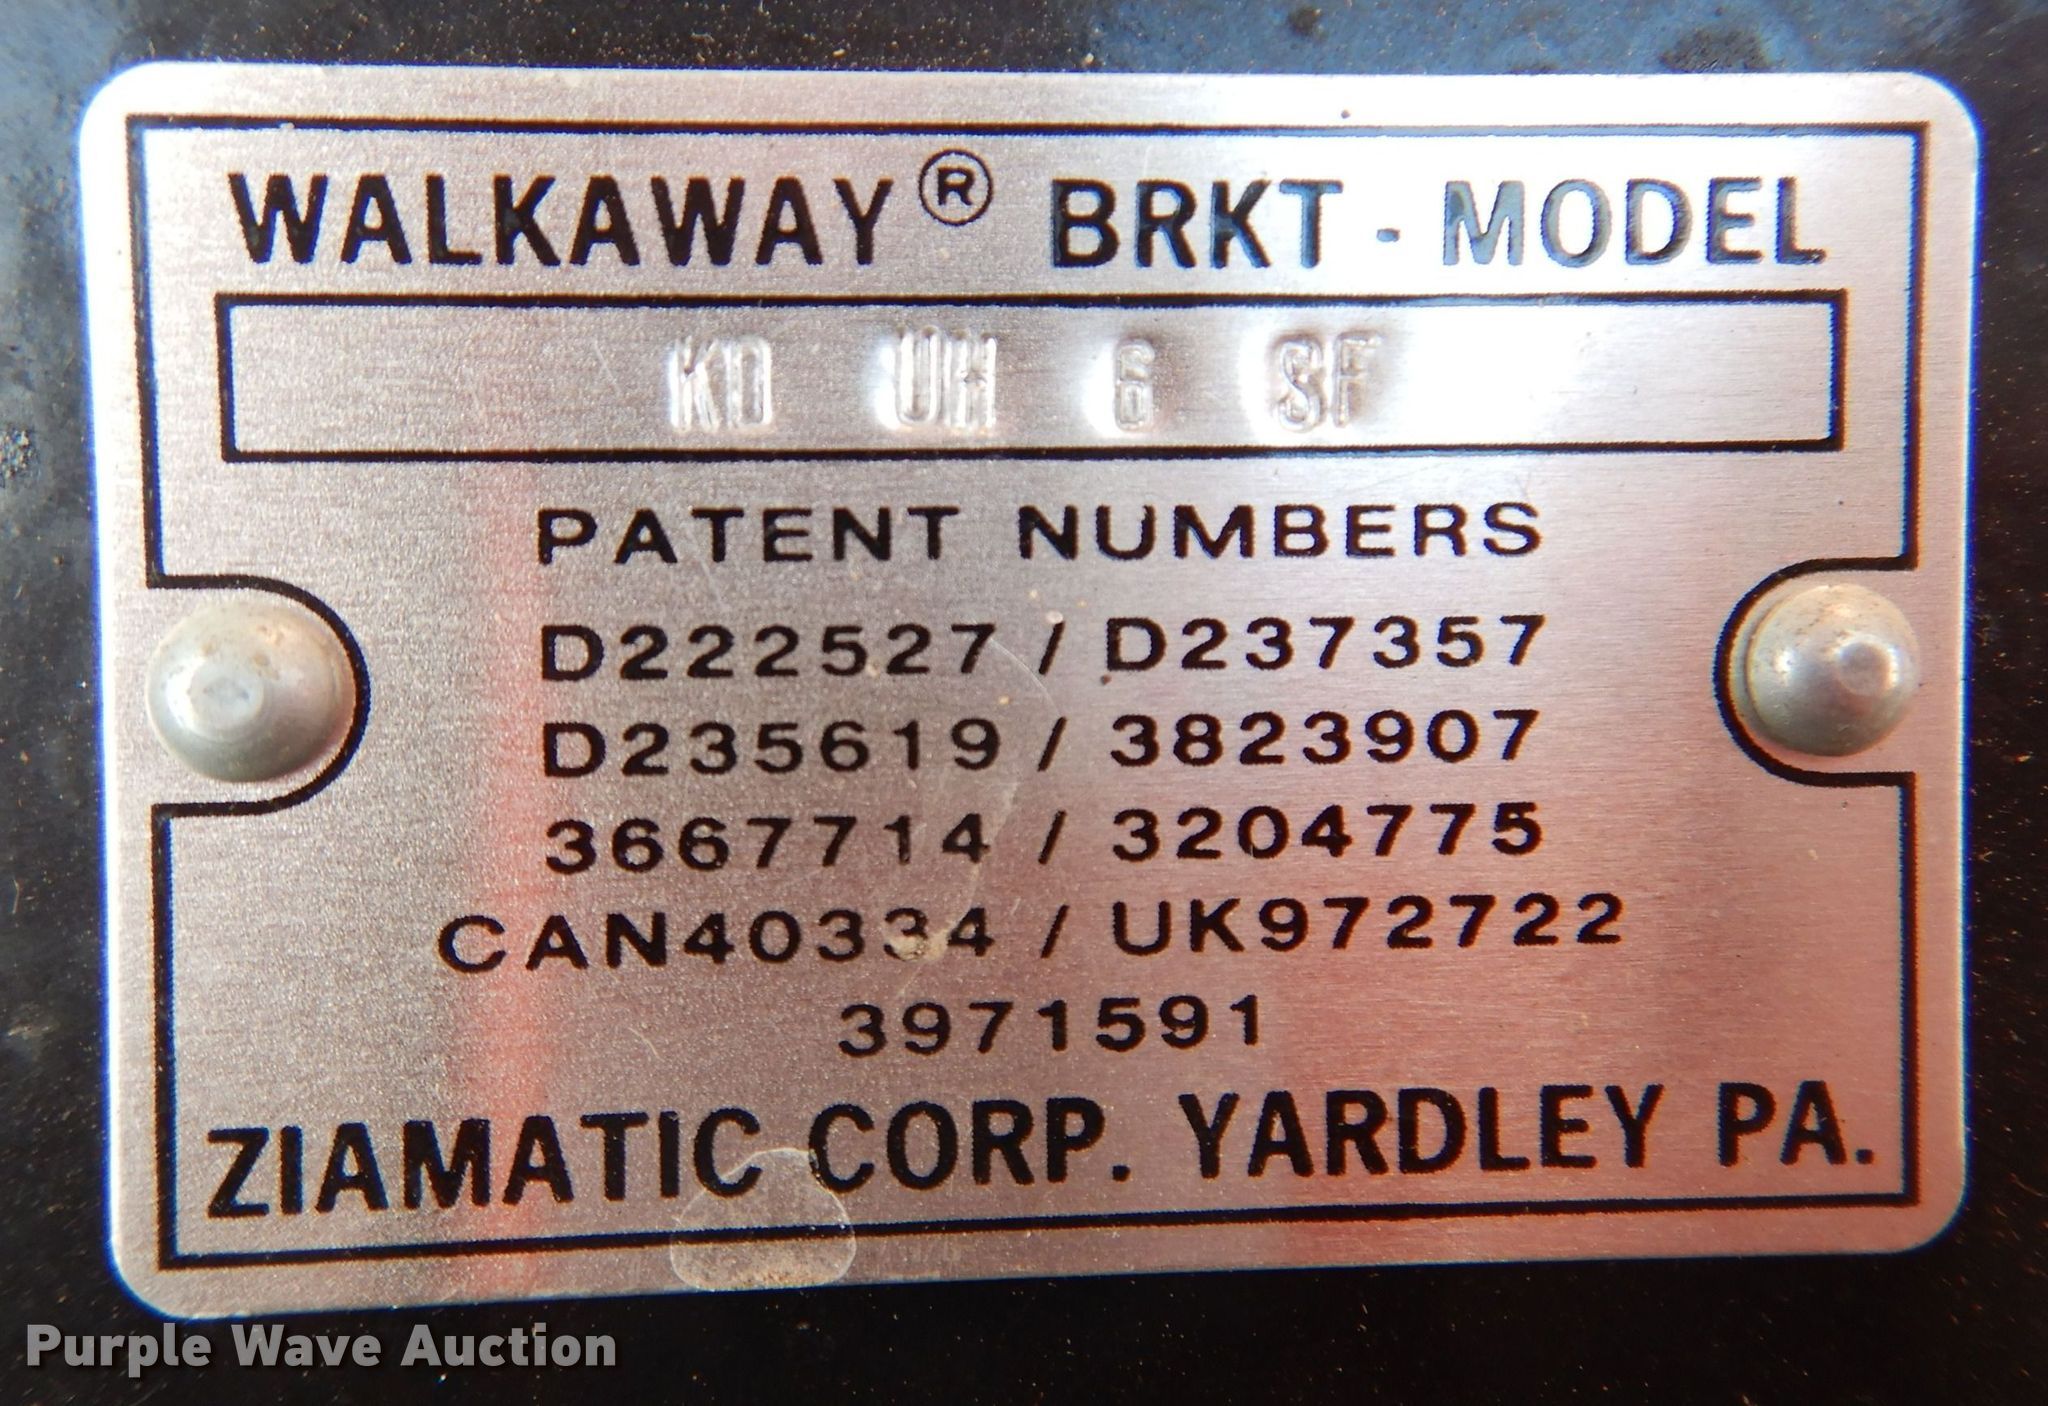 WALKAWAY® BRKT - MODEL
KD UH 6 SF
PATENT NUMBERS
D222527 / D237357
D235619 / 3823907
3667714 / 3204775
CAN40334 / UK972722
3971591
ZIAMATIC CORP. YARDLEY PA.
Purple Wave Auction